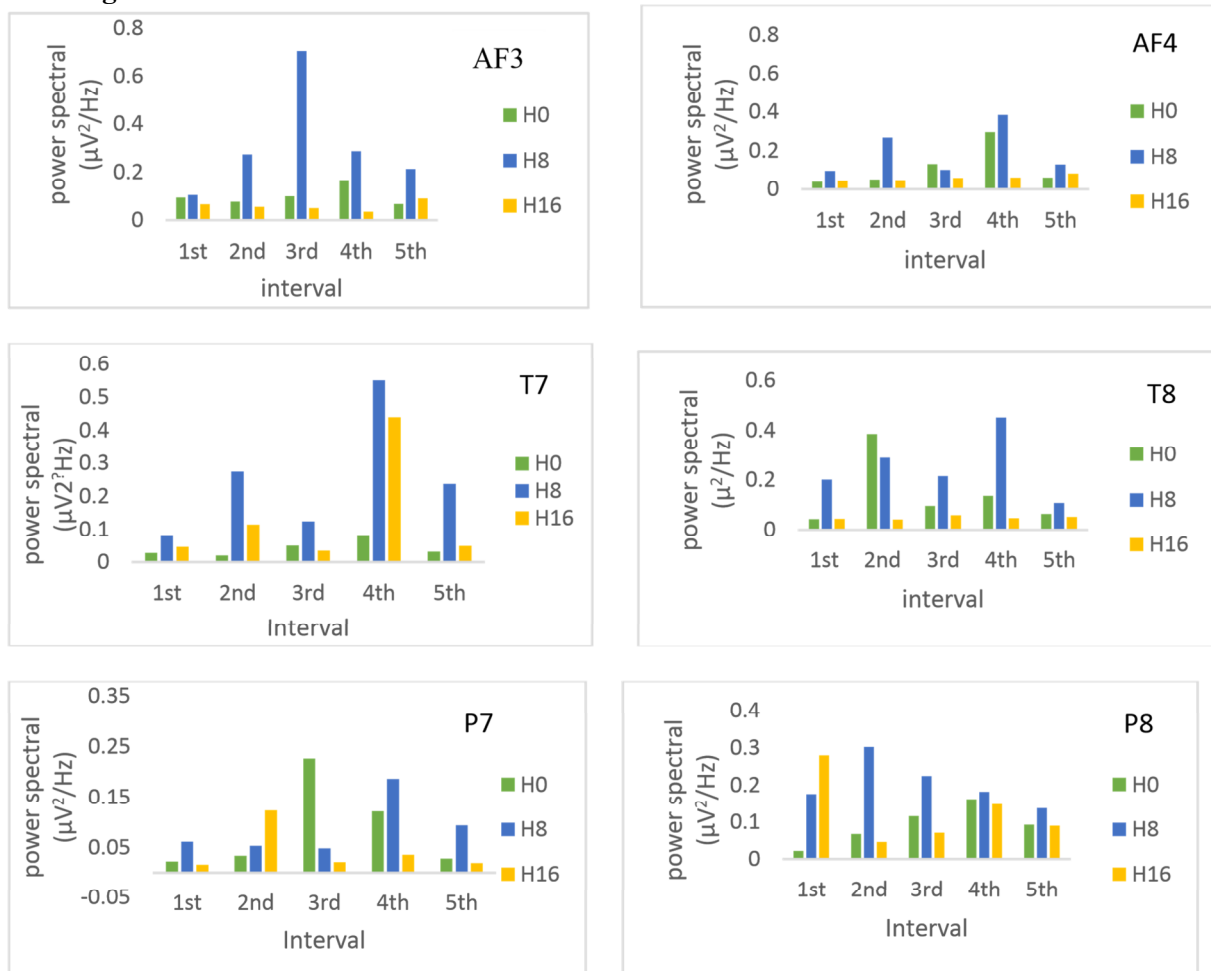 AF3
power spectral
(µV²/Hz)
0.8
0.6
0.4
0.2
0
1st 2nd 3rd 4th 5th
interval
H0
H8
H16
AF4
power spectral
(µV²/Hz)
0.8
0.6
0.4
0.2
0
1st 2nd 3rd 4th 5th
interval
H0
H8
H16
T7
power spectral
(µV2?Hz)
0.6
0.5
0.4
0.3
0.2
0.1
0
1st 2nd 3rd 4th 5th
Interval
H0
H8
H16
T8
power spectral
(µ²/Hz)
0.6
0.4
0.2
0
1st 2nd 3rd 4th 5th
interval
H0
H8
H16
P7
power spectral
(µV²/Hz)
0.35
0.25
0.15
0.05
-0.05
1st 2nd 3rd 4th 5th
Interval
H0
H8
H16
P8
power spectral
(µV²/Hz)
0.4
0.3
0.2
0.1
0
1st 2nd 3rd 4th 5th
Interval
H0
H8
H16